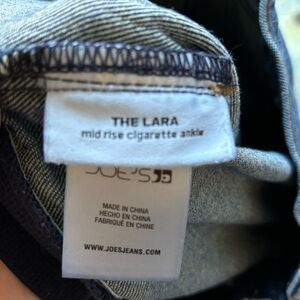 THE LARA
mid rise cigarette ankle
JOE'S
MADE IN CHINA
HECHO EN CHINA
FABRIQUÉ EN CHINE
WWW.JOESJEANS.COM